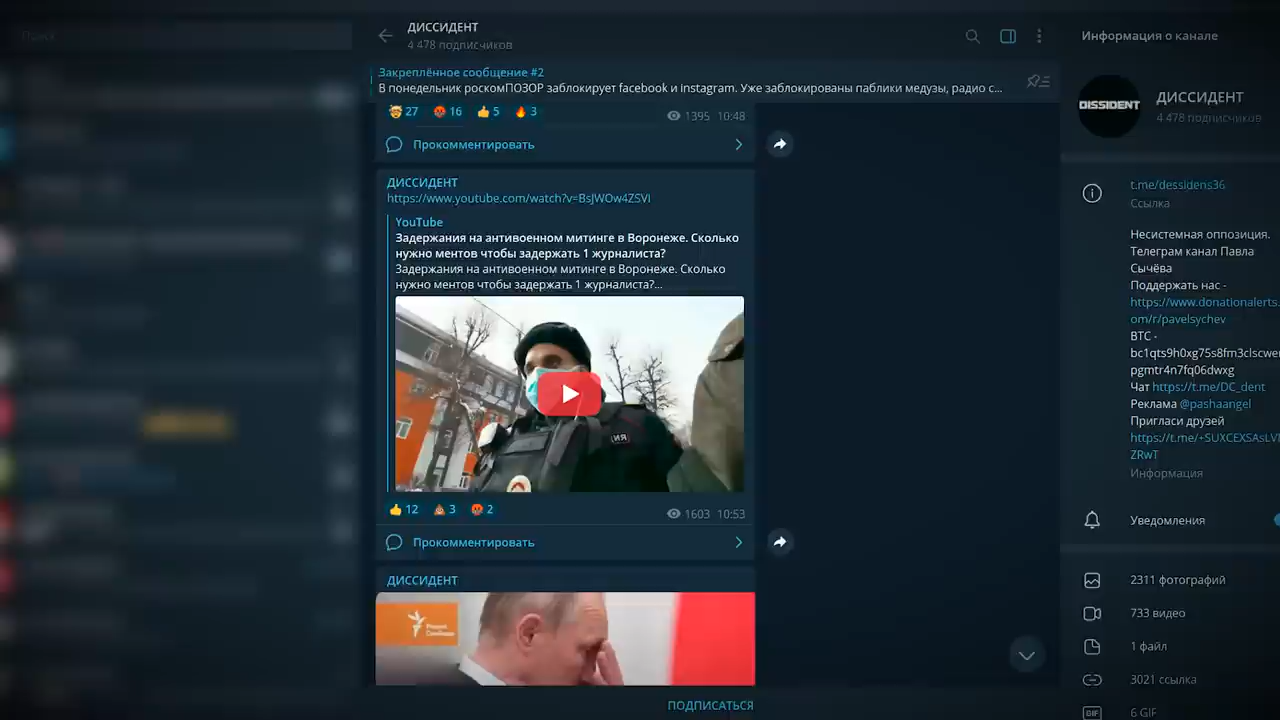 Поиск
ДИССИДЕНТ
4 478 подписчиков
Закреплённое сообщение #2
В понедельник роскомПОЗОР заблокирует facebook и instagram. Уже заблокированы паблики медузы, радио с...
27 16 5 3
1395 10:48
Прокомментировать
ДИССИДЕНТ
https://www.youtube.com/watch?v=BsJWOw4ZSVI
YouTube
Задержания на антивоенном митинге в Воронеже. Сколько
нужно ментов чтобы задержать 1 журналиста?
Задержания на антивоенном митинге в Воронеже. Сколько
нужно ментов чтобы задержать 1 журналиста?...
ИЯ
12 3 2
1603 10:53
Прокомментировать
ДИССИДЕНТ
Радио
Свобода
ПОДПИСАТЬСЯ
Информация о канале
DISSIDENT
ДИССИДЕНТ
4 478 подписчиков
t.me/dessidens36
Ссылка
Несистемная оппозиция.
Телеграм канал Павла
Сычёва
Поддержать нас -
https://www.donationalerts.
om/r/pavelsychev
BTC -
bc1qts9h0xg75s8fm3clscwe
pgmtr4n7fq06dwxg
Чат https://t.me/DC_dent
Реклама @pashaangel
Пригласи друзей
https://t.me/+SUXCEXSAsLVI
ZRwT
Информация
Уведомления
2311 фотографий
733 видео
1 файл
3021 ссылка
GIF 6 GIF